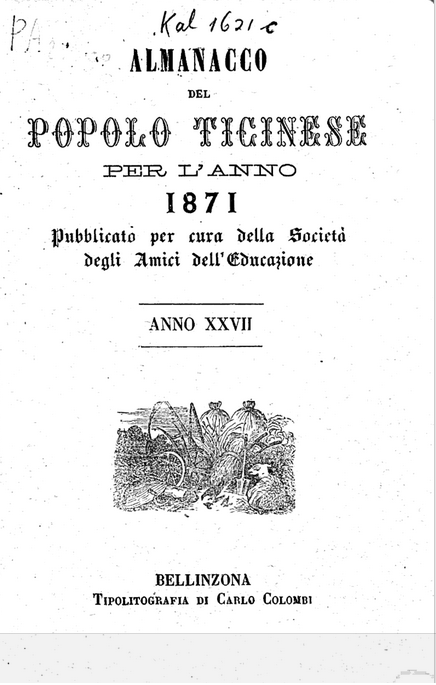 PA
Kal 1621 c
ALMANACCO
DEL
POPOLO TICINESE
PER L'ANNO
1871
Pubblicato per cura della Società
degli Amici dell'Educazione
ANNO XXVII
BELLINZONA
Tipolitografia di Carlo Colombi